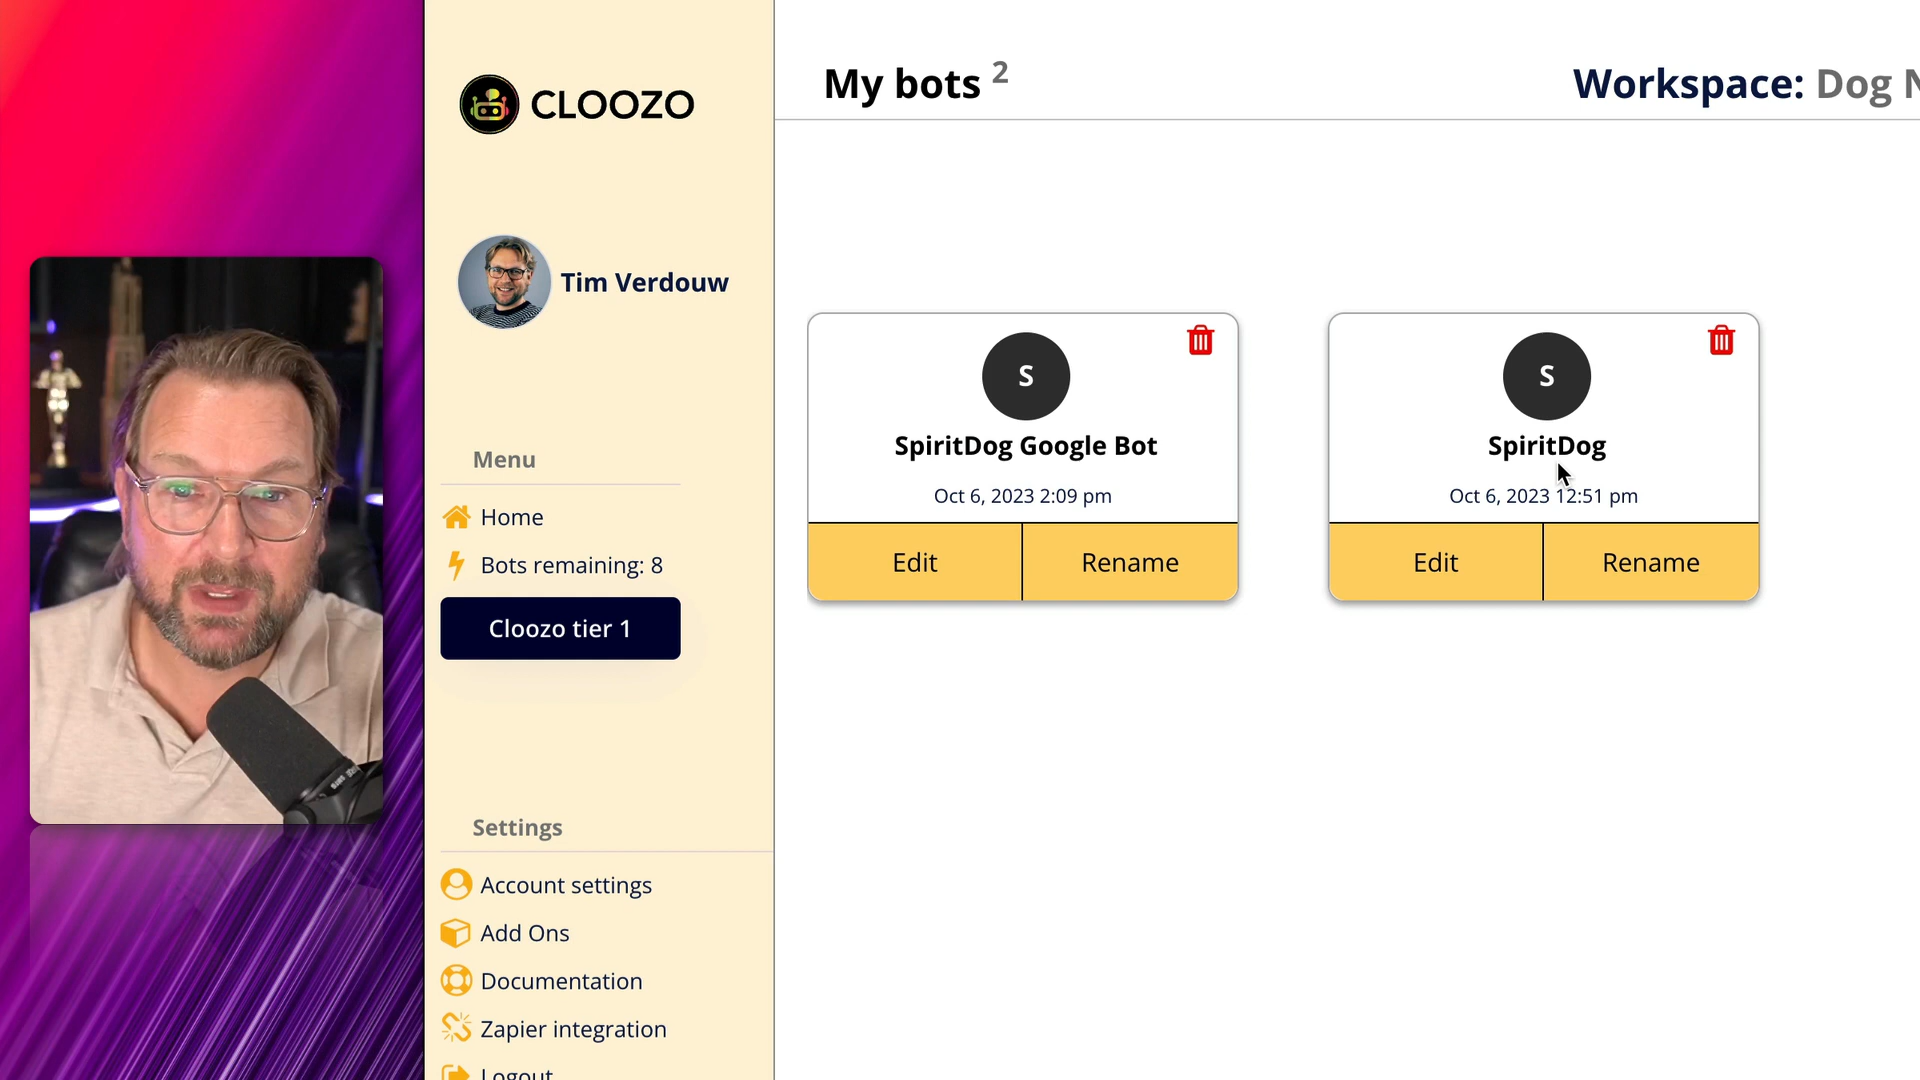 CLOOZO
Tim Verdouw
Menu
Home
Bots remaining: 8
Cloozo tier 1
Settings
Account settings
Add Ons
Documentation
Zapier integration
Logout
My bots 2
Workspace: Dog N
S
SpiritDog Google Bot
Oct 6, 2023 2:09 pm
Edit
Rename
S
SpiritDog
Oct 6, 2023 12:51 pm
Edit
Rename